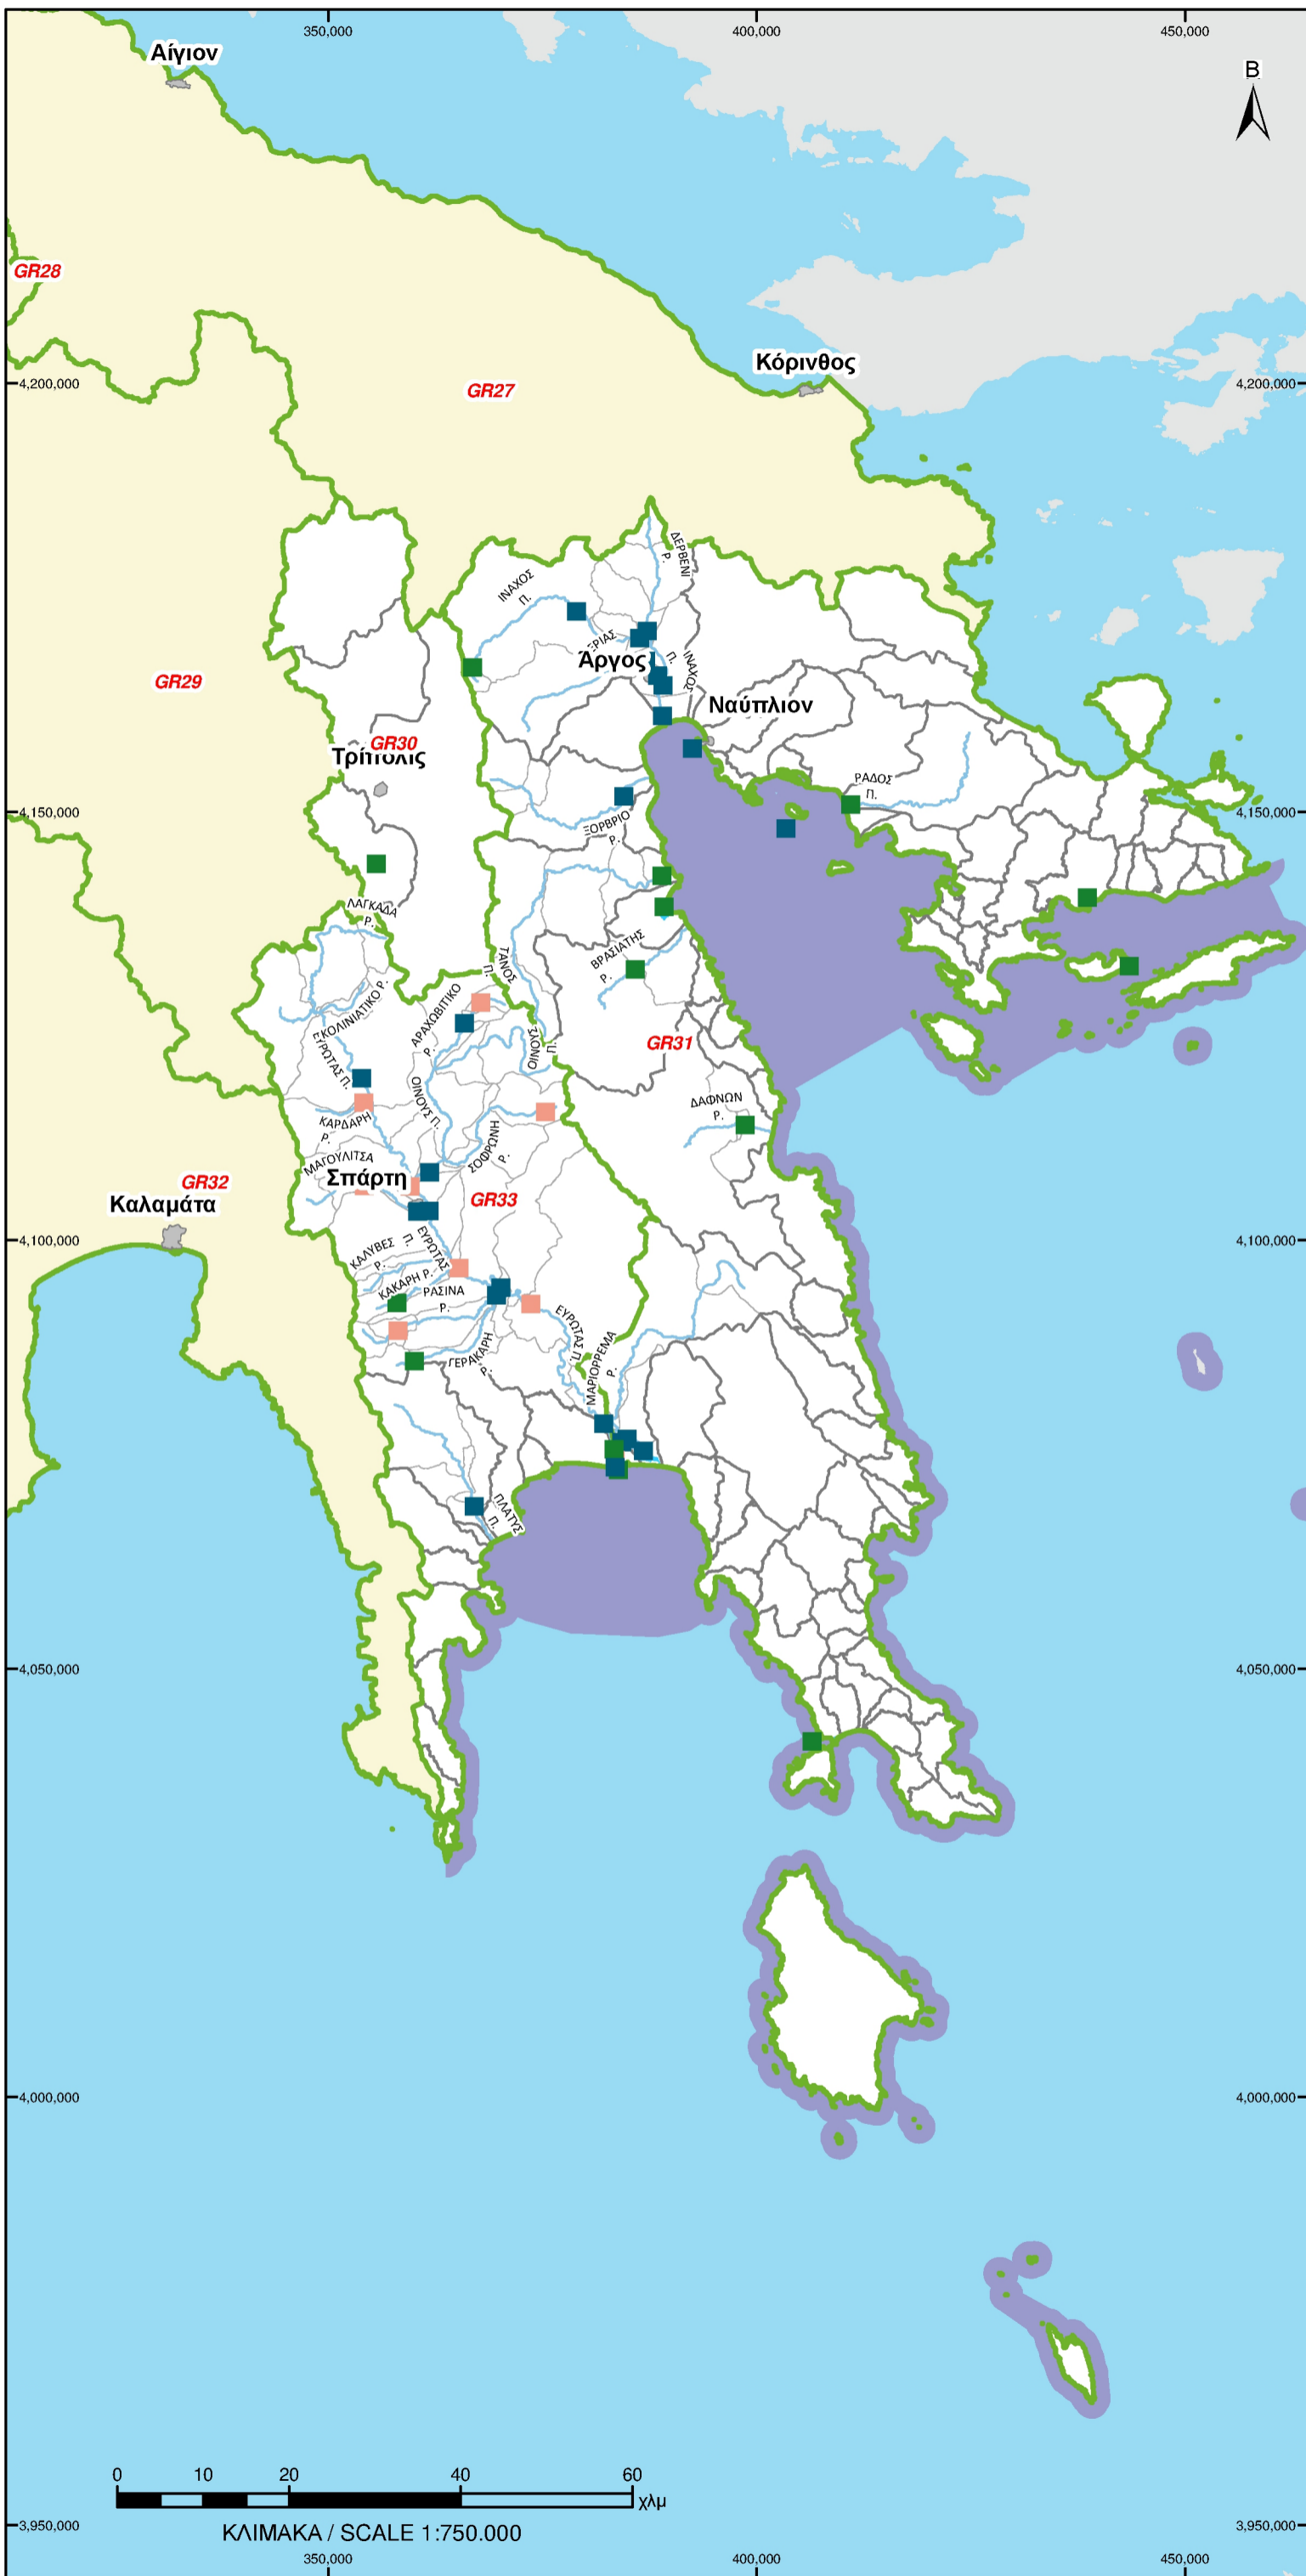 350,000
400,000
450,000
Αίγιον
Β
GR28
Κόρινθος
4,200,000
4,200,000
GR27
ΔΕΡΒΕΝΙ
Ρ.
ΙΝΑΧΟΣ
Π.
Άργος
Π.
ΙΝΑΧΟΣ
GR29
Ναύπλιον
GR30
Τρίπολις
ΡΑΔΟΣ
Π.
4,150,000
4,150,000
ΞΟΡΒΡΙΟ
Ρ.
ΛΑΓΚΑΔΑ
Ρ.
ΒΡΑΣΙΑΤΗΣ
Ρ.
ΤΑΝΟΣ
Π.
ΑΡΑΧΩΒΙΤΙΚΟ
Ρ.
ΣΚΟΛΙΝΙΑΤΙΚΟ Ρ.
ΕΥΡΩΤΑΣ Π.
GR31
ΟΙΝΟΥΣ
Π.
ΟΙΝΟΥΣ Π.
ΔΑΦΝΩΝ
Ρ.
ΚΑΡΔΑΡΗ
Ρ.
ΣΟΦΡΩΝΗ
Ρ.
ΜΑΓΟΥΛΙΤΣΑ
Σπάρτη
GR32
GR33
Καλαμάτα
4,100,000
4,100,000
ΕΥΡΩΤΑΣ
Π.
ΚΑΛΥΒΕΣ
Ρ.
ΚΑΚΑΡΗ Ρ.
ΡΑΣΙΝΑ
Ρ.
ΕΥΡΩΤΑΣ Π.
ΓΕΡΑΚΑΡΗ
Ρ.
ΜΑΡΙΟΡΡΕΜΑ
Ρ.
ΠΛΑΤΥΣ
Π.
4,050,000
4,050,000
4,000,000
4,000,000
0 10 20 40 60
χλμ
ΚΛΙΜΑΚΑ / SCALE 1:750.000
3,950,000
3,950,000
350,000
400,000
450,000